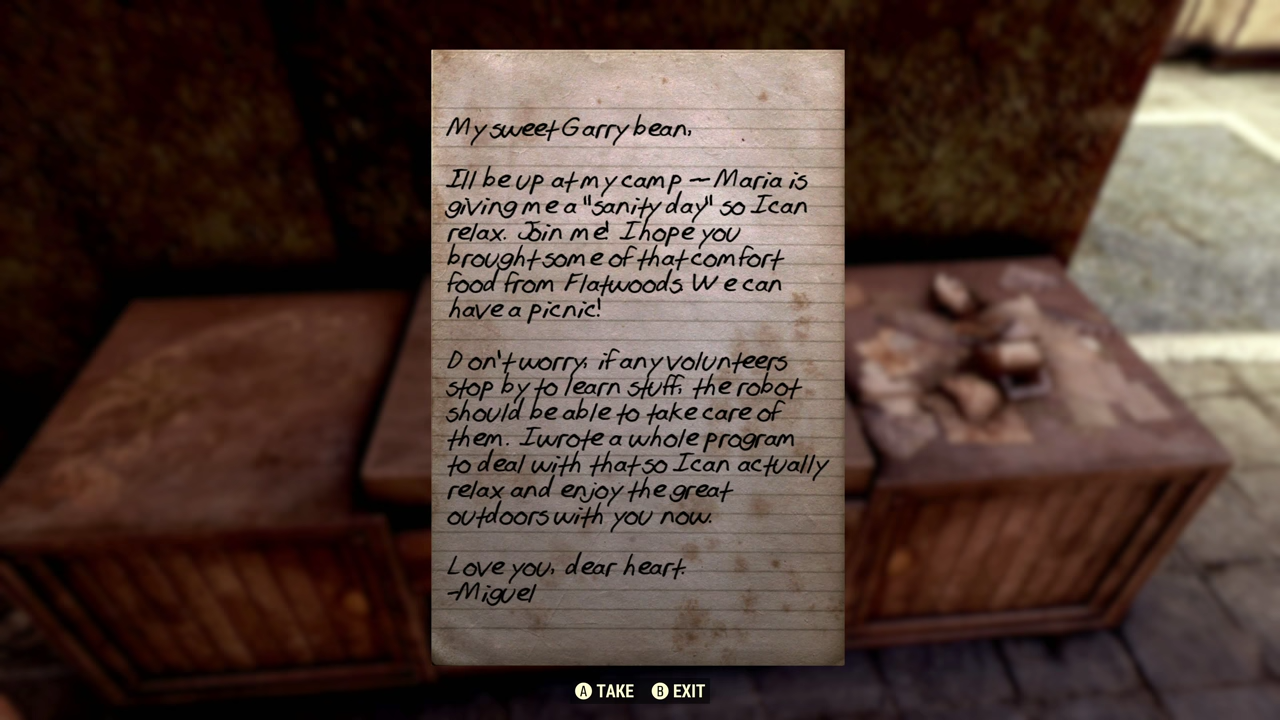 My sweet Garrybean,
I'll be up at my camp — Maria is
giving me a "sanity day" so I can
relax. Join me! I hope you
brought some of that comfort
food from Flatwoods. We can
have a picnic!
Don't worry, if any volunteers
stop by to learn stuff, the robot
should be able to take care of
them. I wrote a whole program
to deal with that so I can actually
relax and enjoy the great
outdoors with you now.
Love you, dear heart.
-Miguel
A TAKE B EXIT